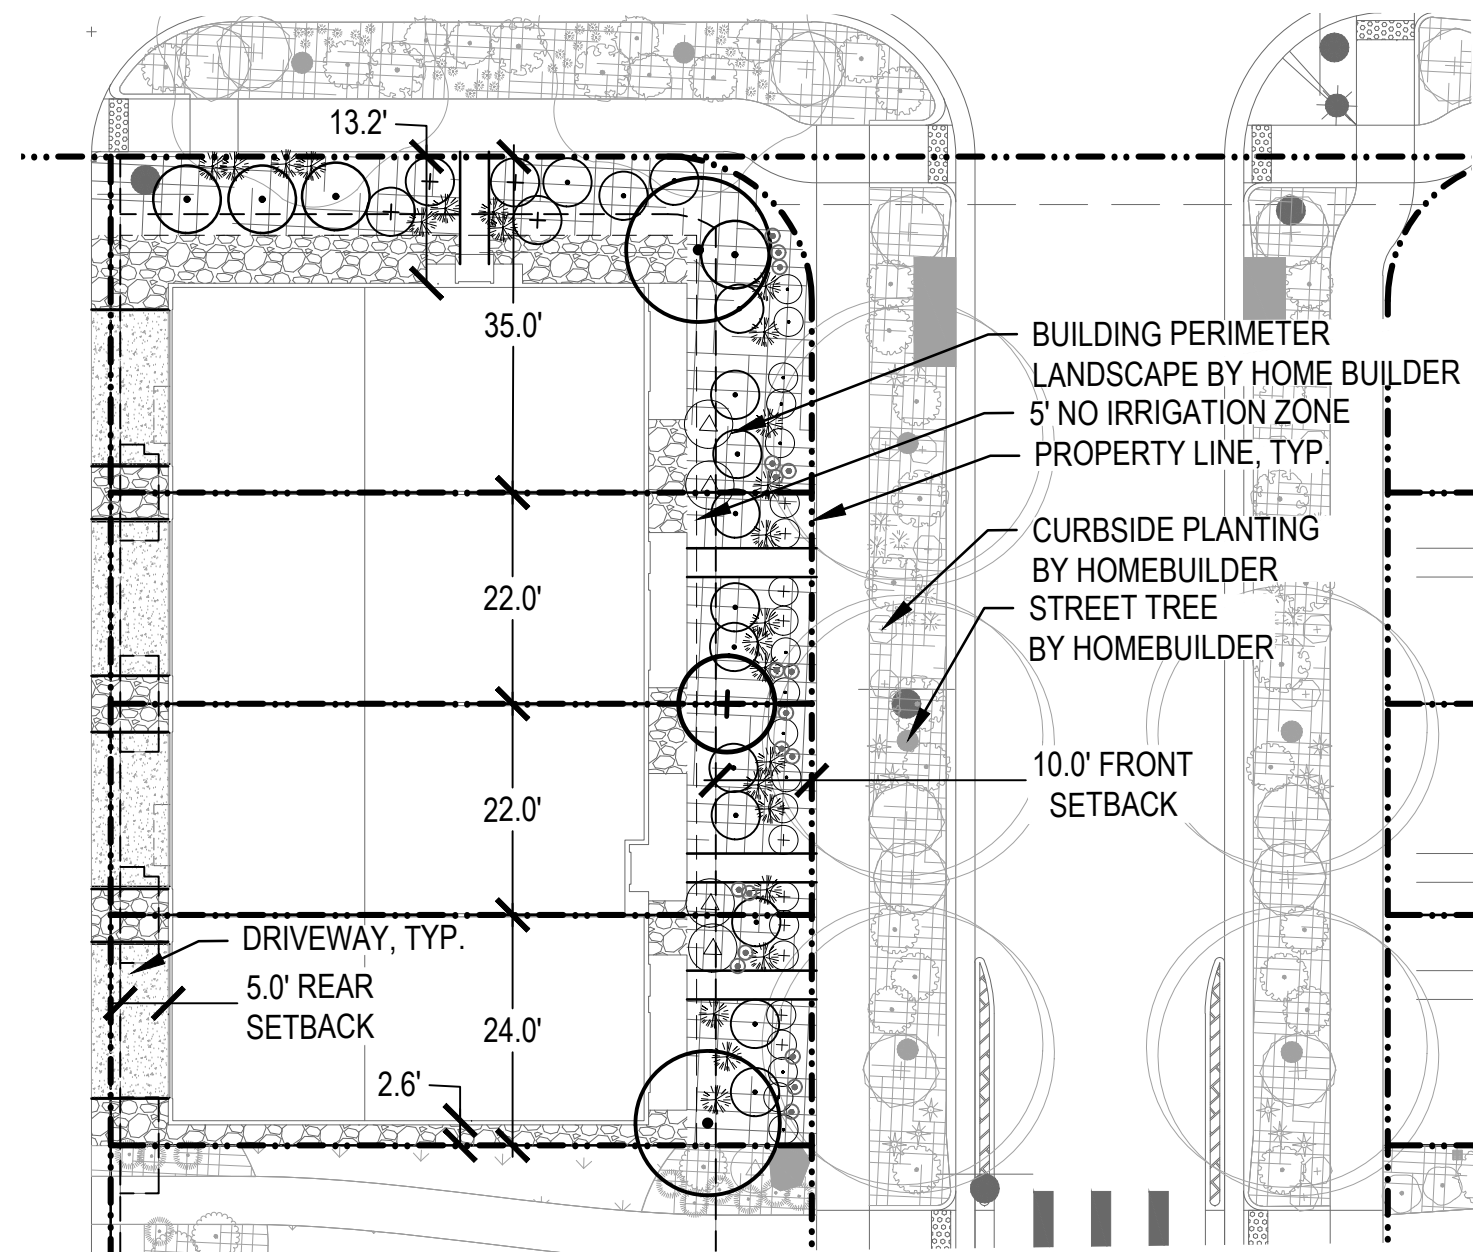 13.2'
35.0'
BUILDING PERIMETER
LANDSCAPE BY HOME BUILDER
5' NO IRRIGATION ZONE
PROPERTY LINE, TYP.
CURBSIDE PLANTING
BY HOMEBUILDER
22.0'
STREET TREE
BY HOMEBUILDER
10.0' FRONT
SETBACK
22.0'
DRIVEWAY, TYP.
5.0' REAR
SETBACK
24.0'
2.6'